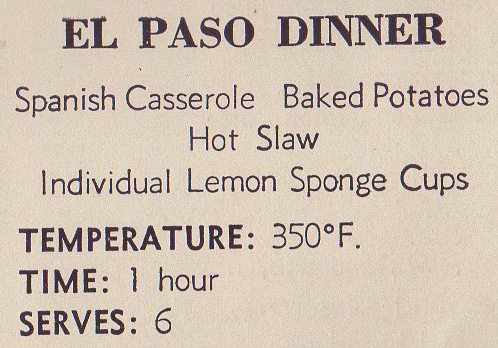 EL PASO DINNER
Spanish Casserole Baked Potatoes
Hot Slaw
Individual Lemon Sponge Cups
TEMPERATURE: 350°F.
TIME: 1 hour
SERVES: 6